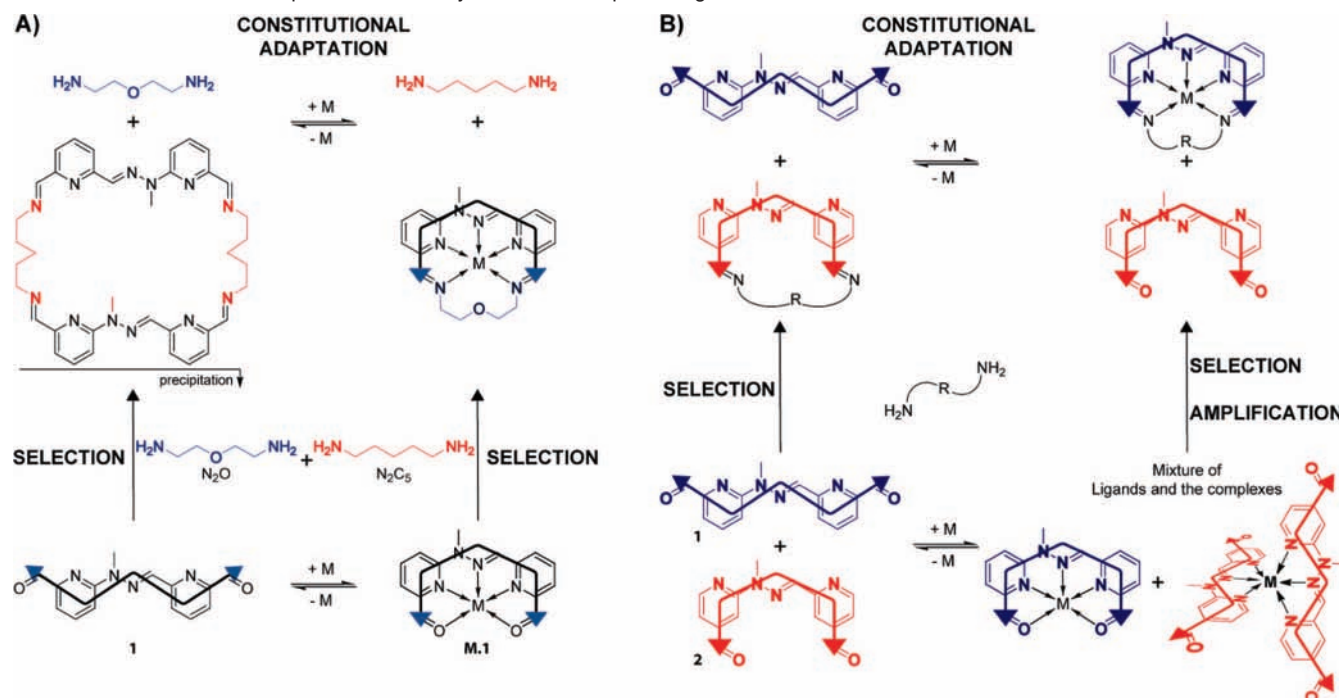 A)
CONSTITUTIONAL
ADAPTATION
H₂N
O
NH₂
H₂N
NH₂
+
+ M
- M
+
N
N
N
N
N
N
N
N
N
N
N
N
precipitation
N
N
N
N
M
N
N
O
SELECTION
H₂N
O
NH₂
N₂O
+
H₂N
NH₂
N₂C₅
SELECTION
O
N
N
N
N
O
1
+ M
- M
N
N
N
N
M
O
O
M.1
B)
CONSTITUTIONAL
ADAPTATION
O
N
N
N
N
O
N
N
N
N
M
N
N
R
+
+ M
- M
+
N
N
N
N
N
N
R
N
N
N
N
O
O
SELECTION
H₂N
R
NH₂
SELECTION
AMPLIFICATION
Mixture of
Ligands and the complexes
O
N
N
N
N
O
1
+
+ M
- M
N
N
N
N
O
O
2
N
N
N
N
M
O
O
+
O
N
N
N
N
O
M
N
N
N
N
O
O